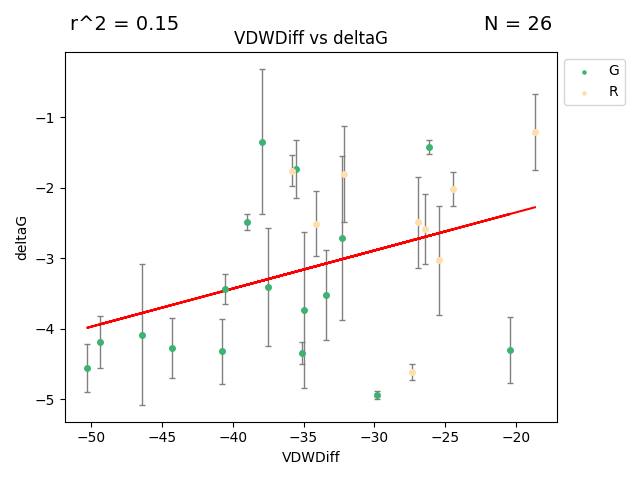 r^2 = 0.15
N = 26
VDWDiff vs deltaG
G
R
−1
−2
−3
−4
−5
deltaG
−50
−45
−40
−35
−30
−25
−20
VDWDiff